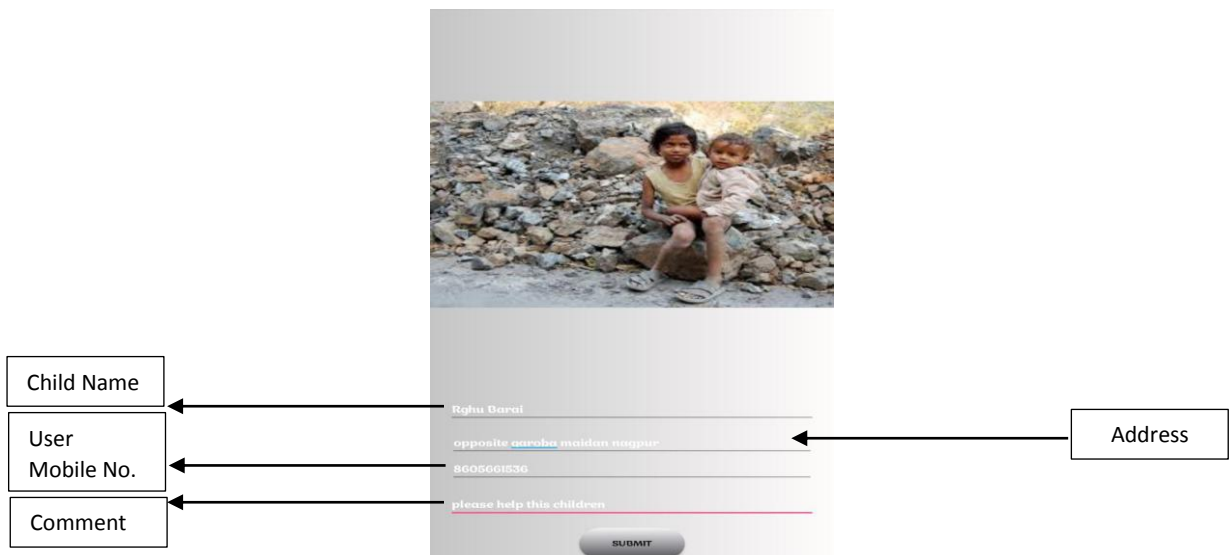 Child Name
Rghu Barai
User
Mobile No.
opposite garoba maidan nagpur
Address
8605661536
Comment
please help this children
SUBMIT